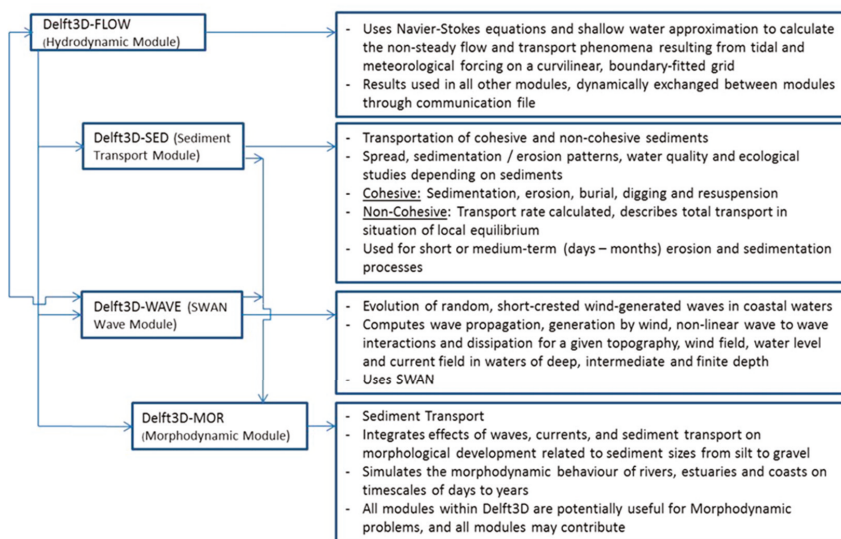 Delft3D-FLOW
(Hydrodynamic Module)
- Uses Navier-Stokes equations and shallow water approximation to calculate
the non-steady flow and transport phenomena resulting from tidal and
meteorological forcing on a curvilinear, boundary-fitted grid
- Results used in all other modules, dynamically exchanged between modules
through communication file
Delft3D-SED (Sediment
Transport Module)
- Transportation of cohesive and non-cohesive sediments
- Spread, sedimentation / erosion patterns, water quality and ecological
studies depending on sediments
- Cohesive: Sedimentation, erosion, burial, digging and resuspension
- Non-Cohesive: Transport rate calculated, describes total transport in
situation of local equilibrium
- Used for short or medium-term (days – months) erosion and sedimentation
processes
Delft3D-WAVE (SWAN
Wave Module)
- Evolution of random, short-crested wind-generated waves in coastal waters
- Computes wave propagation, generation by wind, non-linear wave to wave
interactions and dissipation for a given topography, wind field, water level
and current field in waters of deep, intermediate and finite depth
- Uses SWAN
Delft3D-MOR
(Morphodynamic Module)
- Sediment Transport
- Integrates effects of waves, currents, and sediment transport on
morphological development related to sediment sizes from silt to gravel
- Simulates the morphodynamic behaviour of rivers, estuaries and coasts on
timescales of days to years
- All modules within Delft3D are potentially useful for Morphodynamic
problems, and all modules may contribute